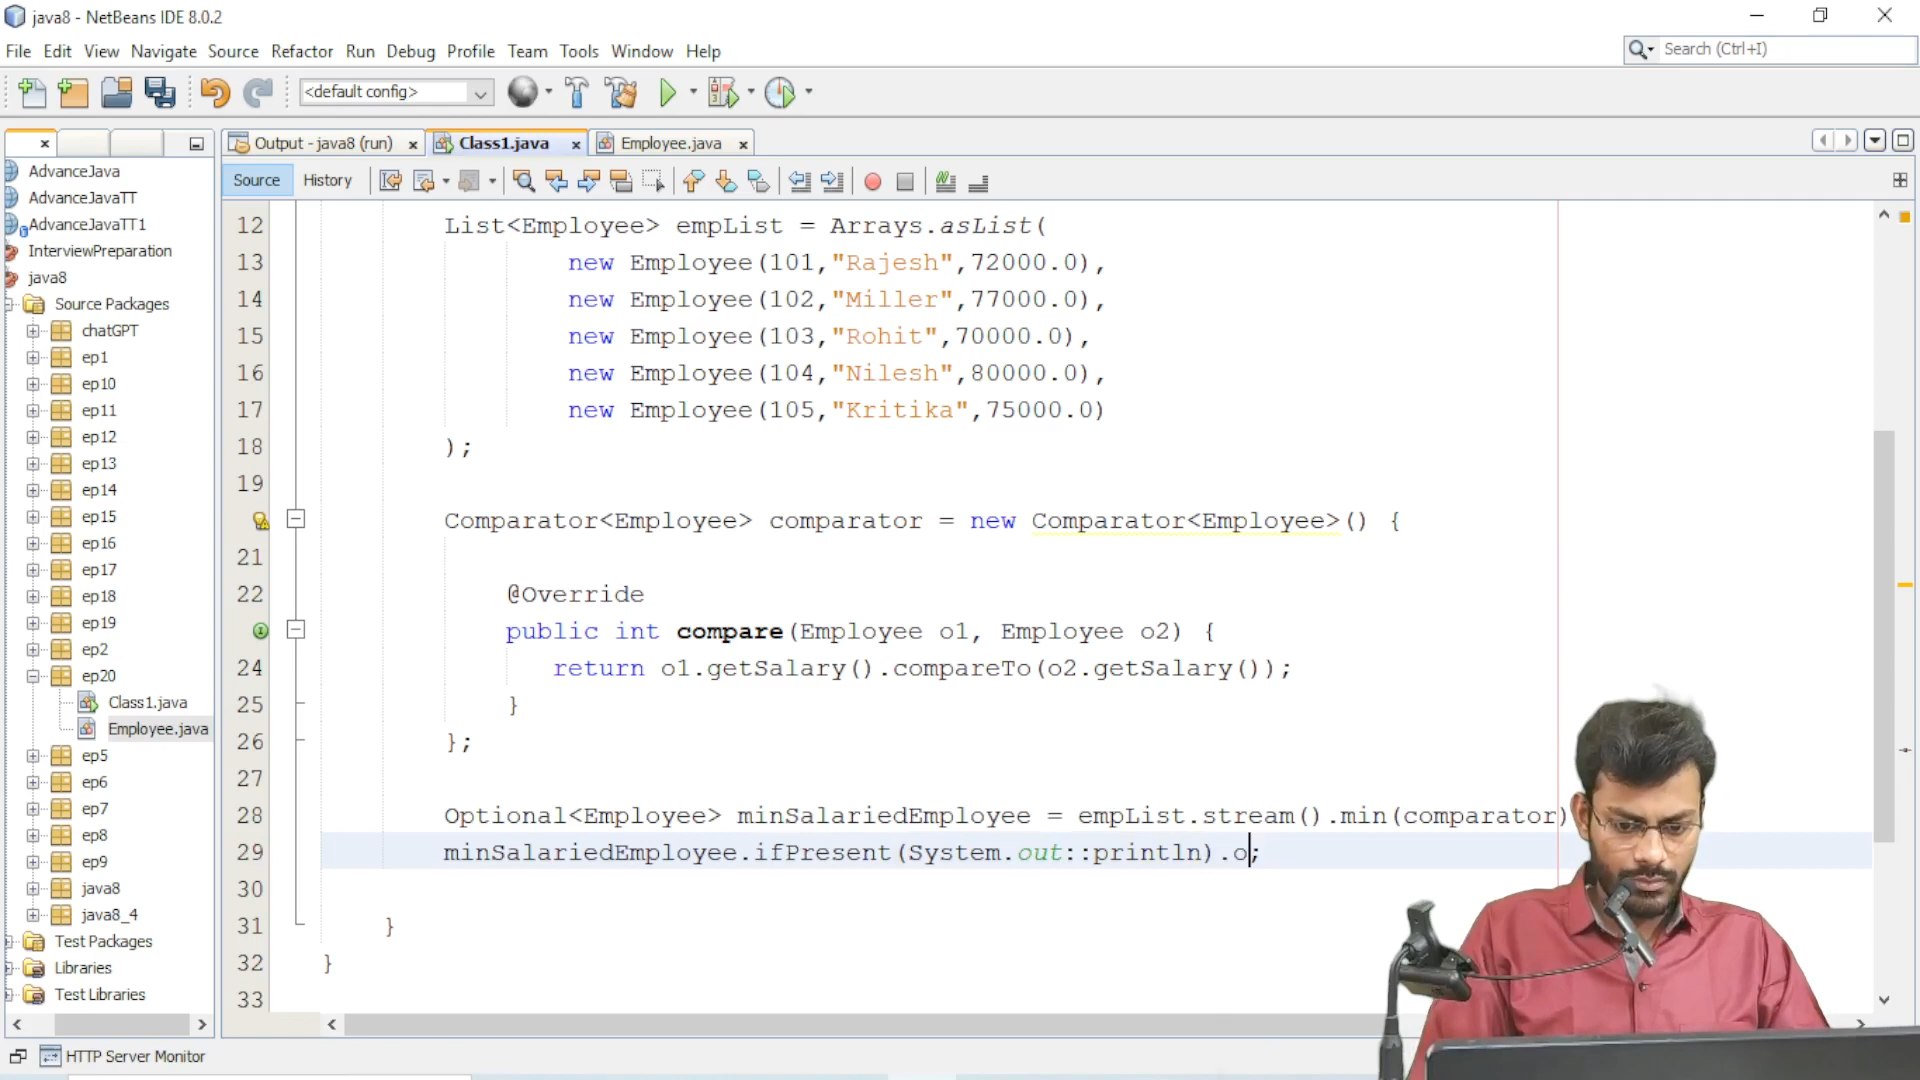 java8 - NetBeans IDE 8.0.2
File Edit View Navigate Source Refactor Run Debug Profile Team Tools Window Help
Search (Ctrl+I)
<default config>
Output - java8 (run) Class1.java Employee.java
Source History
AdvanceJava
AdvanceJavaTT
AdvanceJavaTT1
InterviewPreparation
java8
Source Packages
chatGPT
ep1
ep10
ep11
ep12
ep13
ep14
ep15
ep16
ep17
ep18
ep19
ep2
ep20
Class1.java
Employee.java
ep5
ep6
ep7
ep8
ep9
java8
java8_4
Test Packages
Libraries
Test Libraries
12 List<Employee> empList = Arrays.asList(
13 new Employee(101,"Rajesh",72000.0),
14 new Employee(102,"Miller",77000.0),
15 new Employee(103,"Rohit",70000.0),
16 new Employee(104,"Nilesh",80000.0),
17 new Employee(105,"Kritika",75000.0)
18 );
19
Comparator<Employee> comparator = new Comparator<Employee>() {
21
22 @Override
public int compare(Employee o1, Employee o2) {
24 return o1.getSalary().compareTo(o2.getSalary());
25 }
26 };
27
28 Optional<Employee> minSalariedEmployee = empList.stream().min(comparator)
29 minSalariedEmployee.ifPresent(System.out::println).o;
30
31 }
32 }
33
HTTP Server Monitor